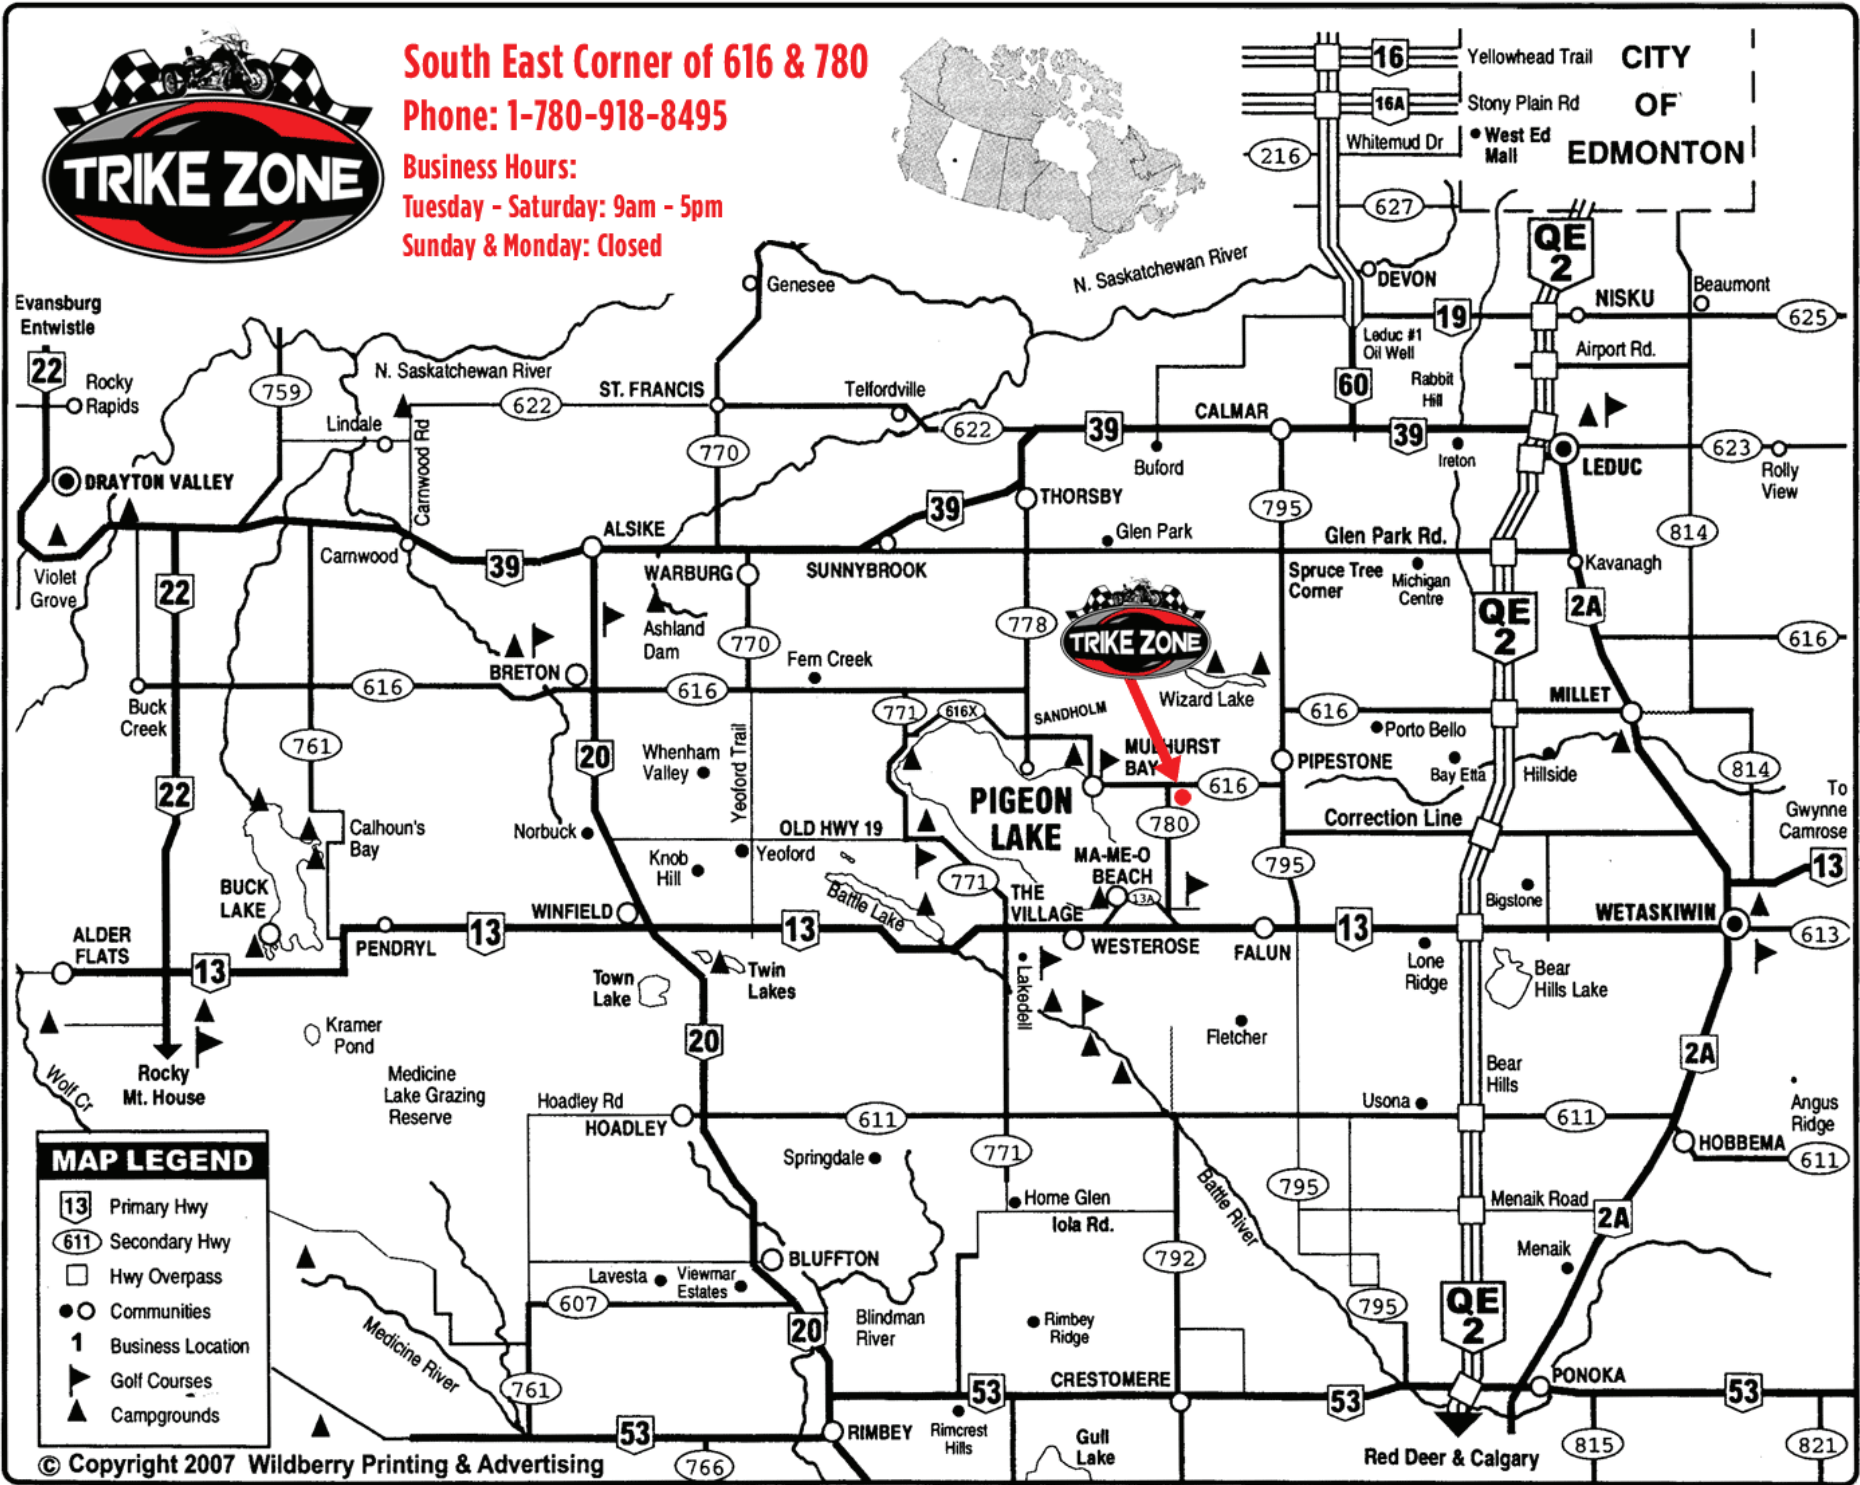 TRIKE ZONE
South East Corner of 616 & 780
Phone: 1-780-918-8495
Business Hours:
Tuesday - Saturday: 9am - 5pm
Sunday & Monday: Closed
16
Yellowhead Trail
16A
Stony Plain Rd
216
Whitemud Dr
West Ed
Mall
CITY
OF
EDMONTON
627
QE
2
N. Saskatchewan River
DEVON
Genesee
Beaumont
NISKU
19
625
Leduc #1
Oil Well
Airport Rd.
Evansburg
Entwistle
22
Rocky
Rapids
759
N. Saskatchewan River
622
ST. FRANCIS
Telfordville
60
Rabbit
Hill
Lindale
Carnwood Rd
770
622
39
CALMAR
39
Buford
Ireton
LEDUC
623
Rolly
View
DRAYTON VALLEY
39
THORSBY
795
814
ALSIKE
Glen Park
Glen Park Rd.
Carnwood
39
WARBURG
SUNNYBROOK
Spruce Tree
Corner
Michigan
Centre
Kavanagh
Violet
Grove
22
QE
2
2A
Ashland
Dam
770
778
TRIKE ZONE
616
BRETON
Fern Creek
616
616
Wizard Lake
Buck
Creek
771
616X
SANDHOLM
616
MILLET
Porto Bello
761
20
Whenham
Valley
Yeoford Trail
MULHURST
BAY
PIPESTONE
Bay Etta
Hillside
814
22
616
PIGEON
LAKE
780
Correction Line
To
Gwynne
Camrose
Calhoun's
Bay
Norbuck
OLD HWY 19
Yeoford
Knob
Hill
Battle Lake
771
MA-ME-O
BEACH
13A
795
13
BUCK
LAKE
THE
VILLAGE
Bigstone
WINFIELD
WETASKIWIN
ALDER
FLATS
PENDRYL
13
13
WESTEROSE
FALUN
13
613
13
Town
Lake
Twin
Lakes
Lakedell
Lone
Ridge
Bear
Hills Lake
Kramer
Pond
20
Fletcher
2A
Wolf Cr
Rocky
Mt. House
Medicine
Lake Grazing
Reserve
Bear
Hills
Hoadley Rd
HOADLEY
611
Usona
611
Angus
Ridge
HOBBEMA
611
Springdale
771
Battle River
795
Home Glen
Iola Rd.
Menaik Road
2A
792
Menaik
BLUFFTON
Lavesta
Viewmar
Estates
607
20
Blindman
River
Rimbey
Ridge
795
QE
2
Medicine River
761
53
CRESTOMERE
53
PONOKA
53
53
RIMBEY
Rimcrest
Hills
766
Gull
Lake
Red Deer & Calgary
815
821
MAP LEGEND
13 Primary Hwy
611 Secondary Hwy
Hwy Overpass
Communities
1 Business Location
Golf Courses
Campgrounds
© Copyright 2007 Wildberry Printing & Advertising